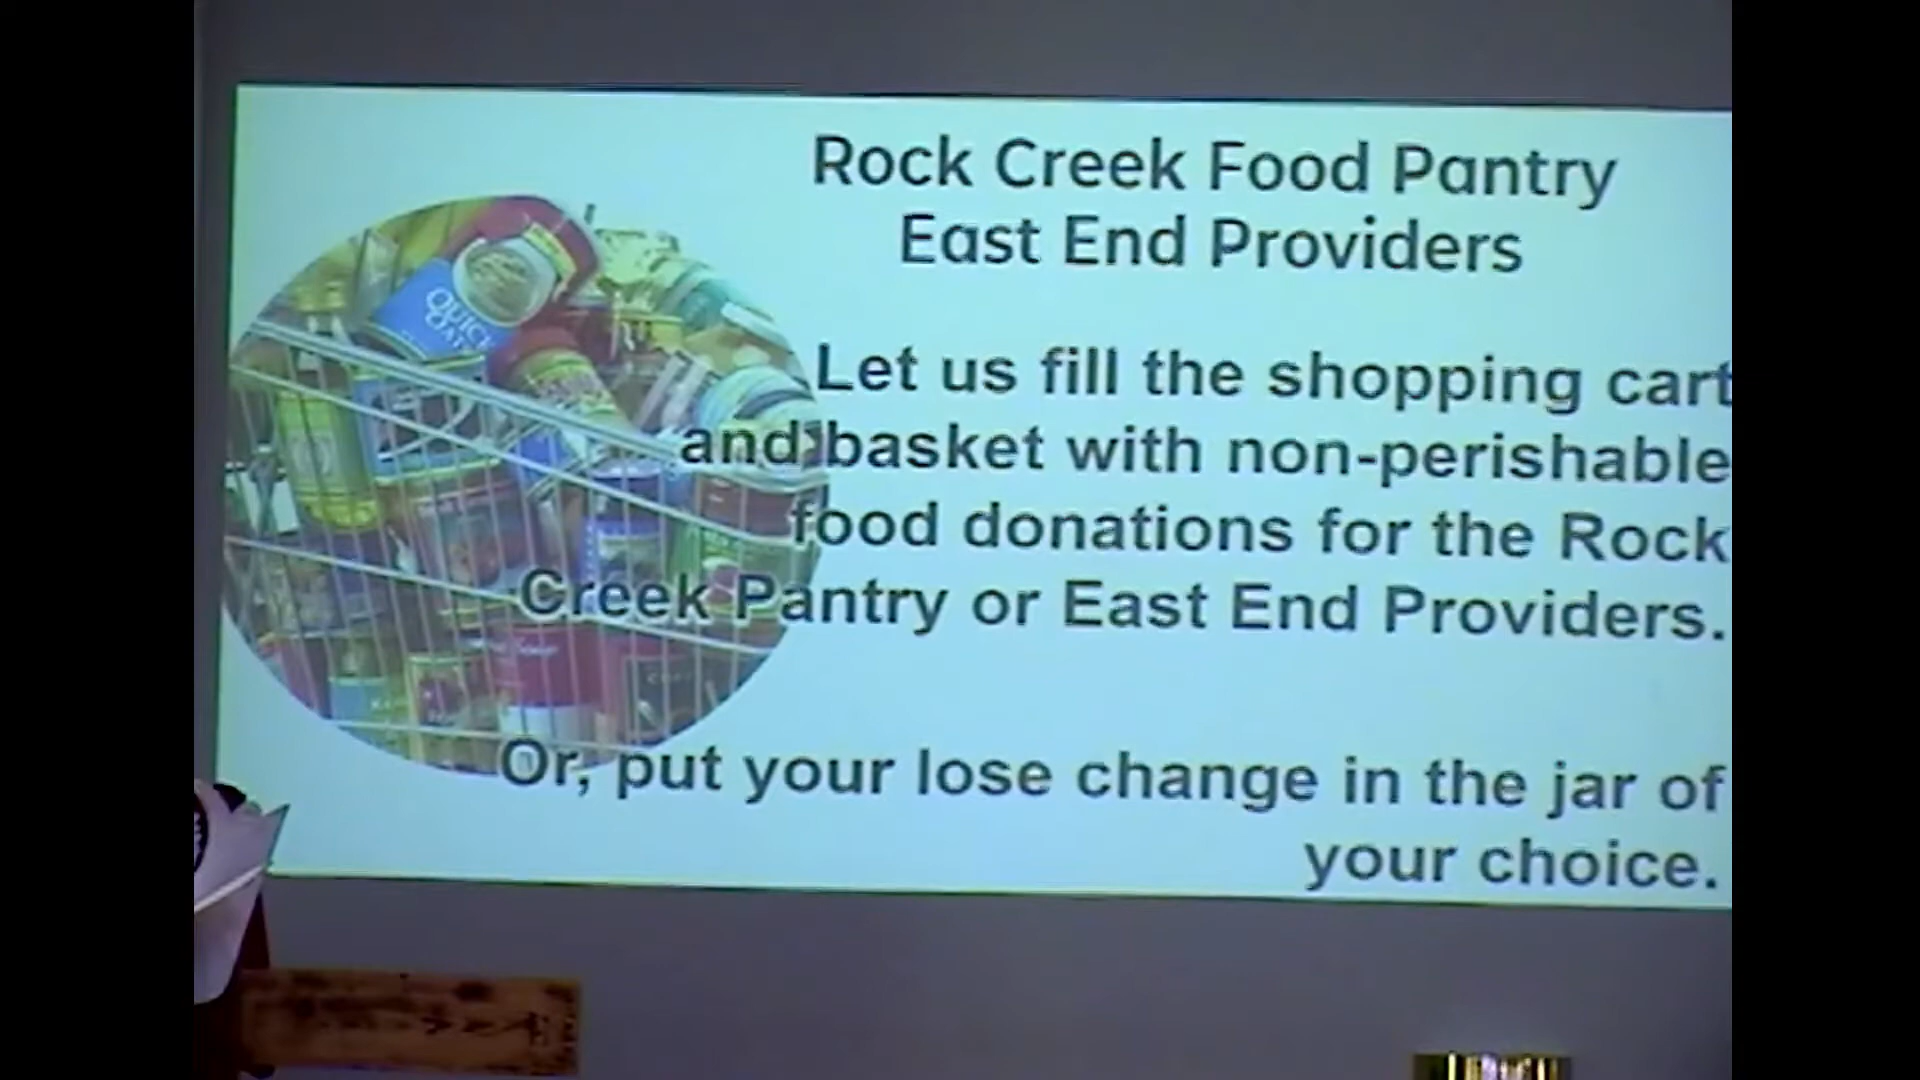 Rock Creek Food Pantry
East End Providers
QUICK
OATS
Let us fill the shopping cart
and basket with non-perishable
food donations for the Rock
Creek Pantry or East End Providers.
Or, put your lose change in the jar of
your choice.